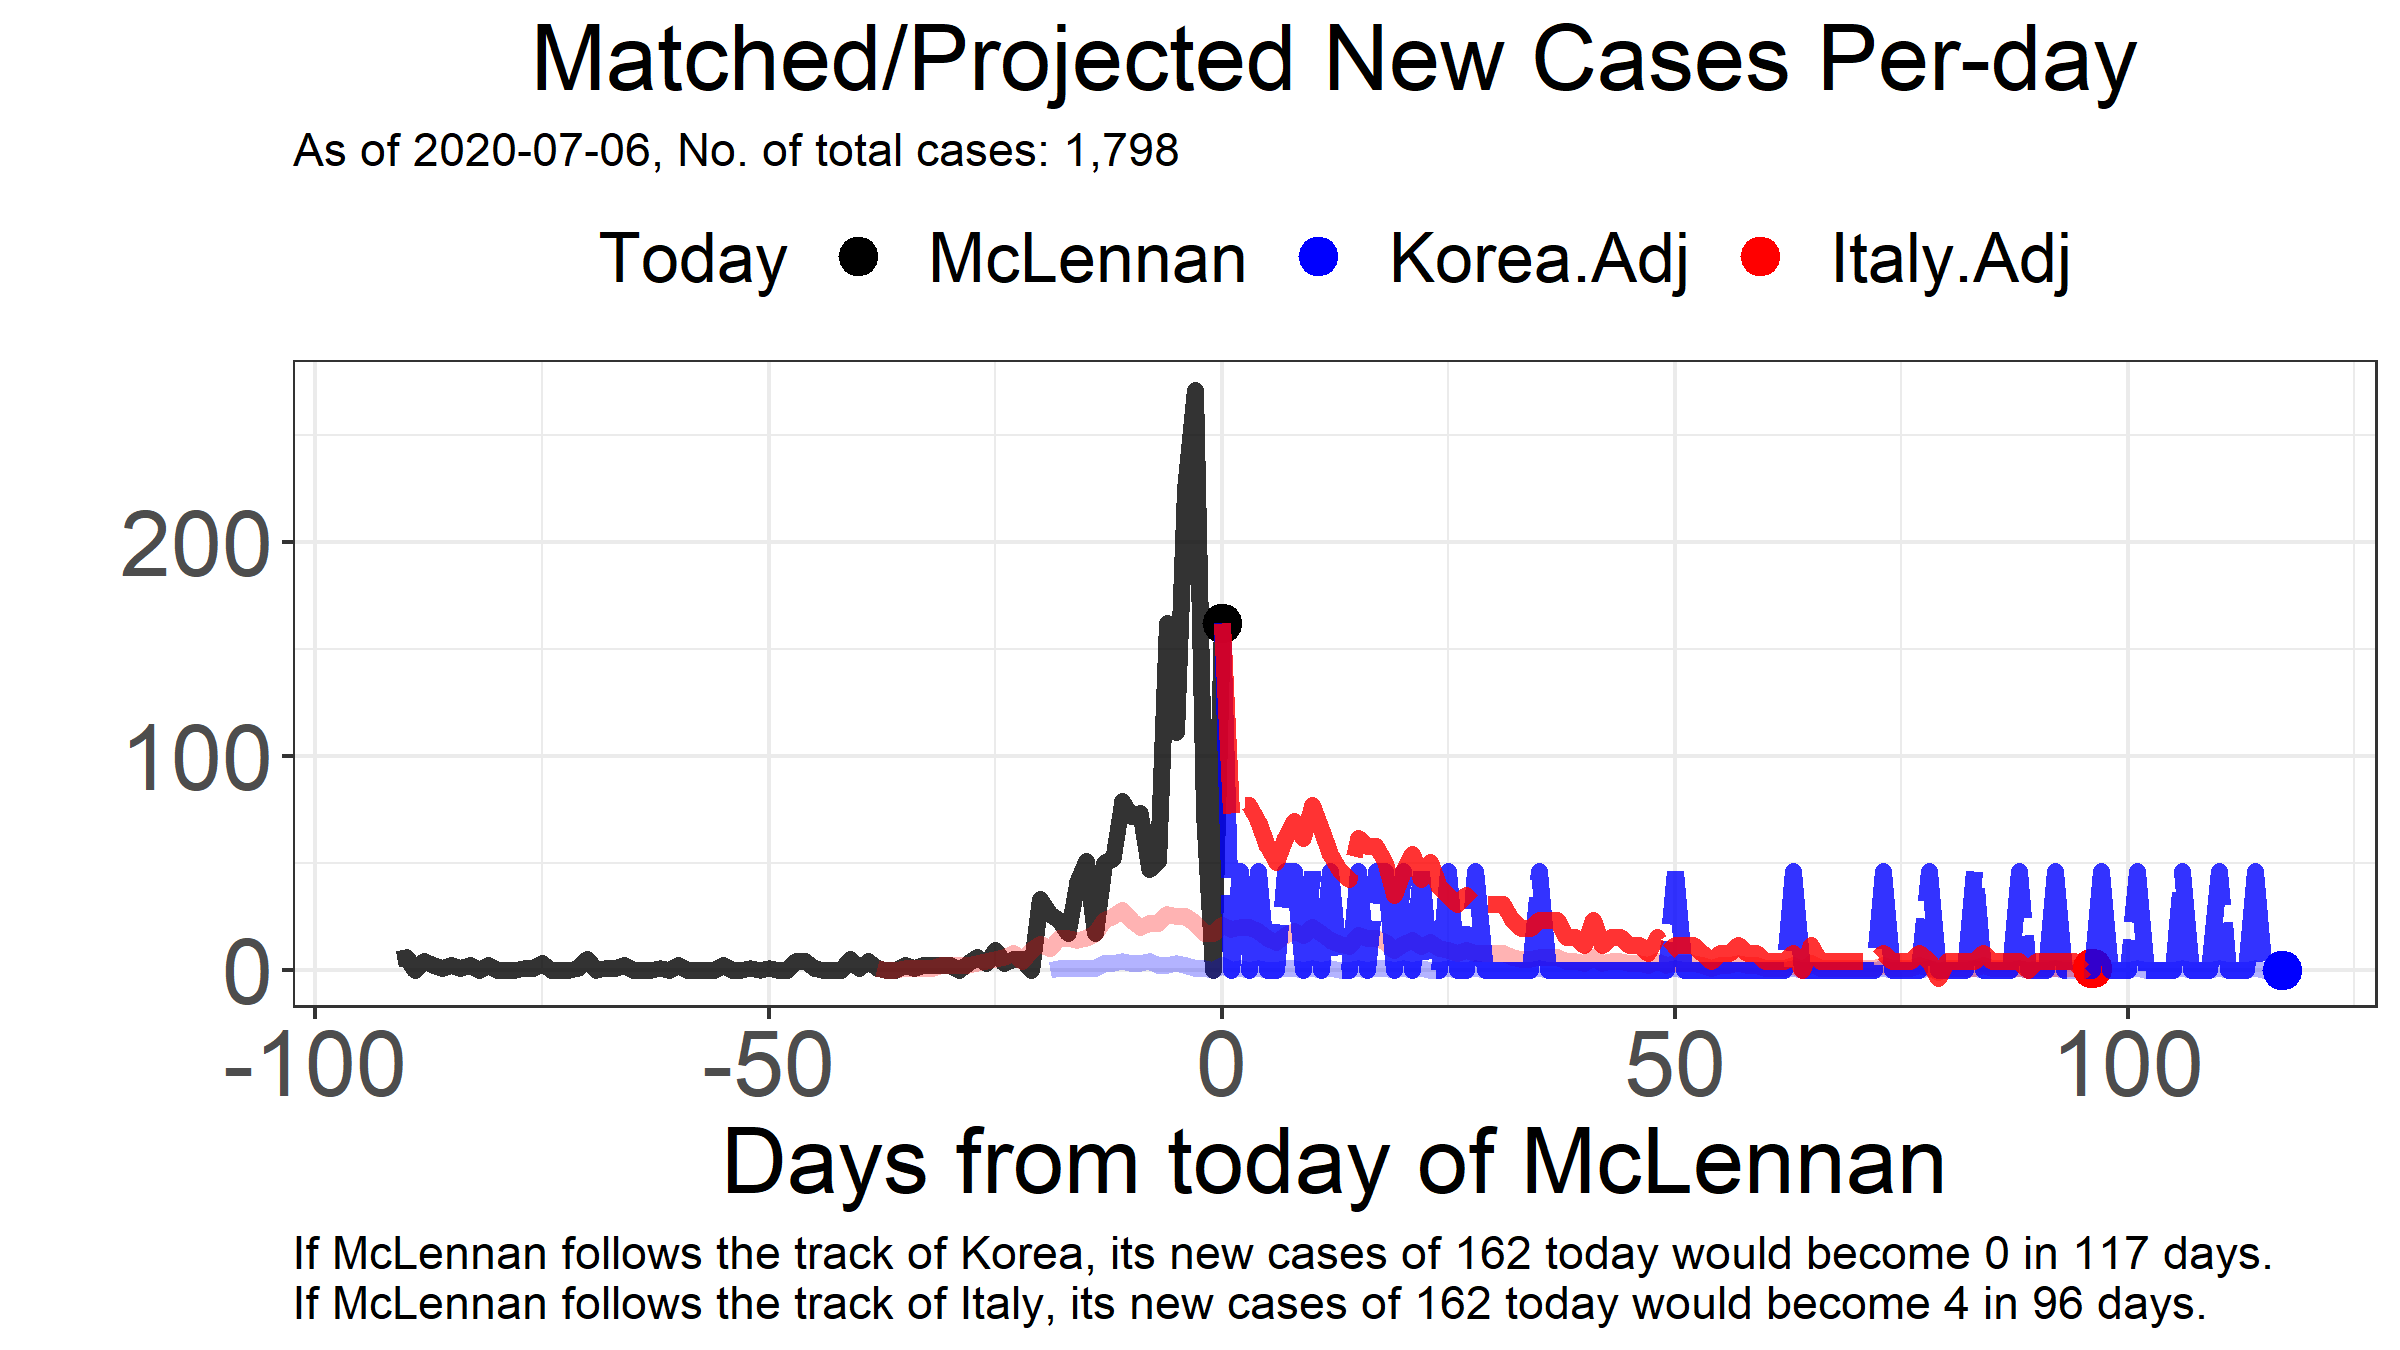 Matched/Projected New Cases Per-day
As of 2020-07-06, No. of total cases: 1,798
Today McLennan Korea.Adj Italy.Adj
200
100
0
-100 -50 0 50 100
Days from today of McLennan
If McLennan follows the track of Korea, its new cases of 162 today would become 0 in 117 days.
If McLennan follows the track of Italy, its new cases of 162 today would become 4 in 96 days.